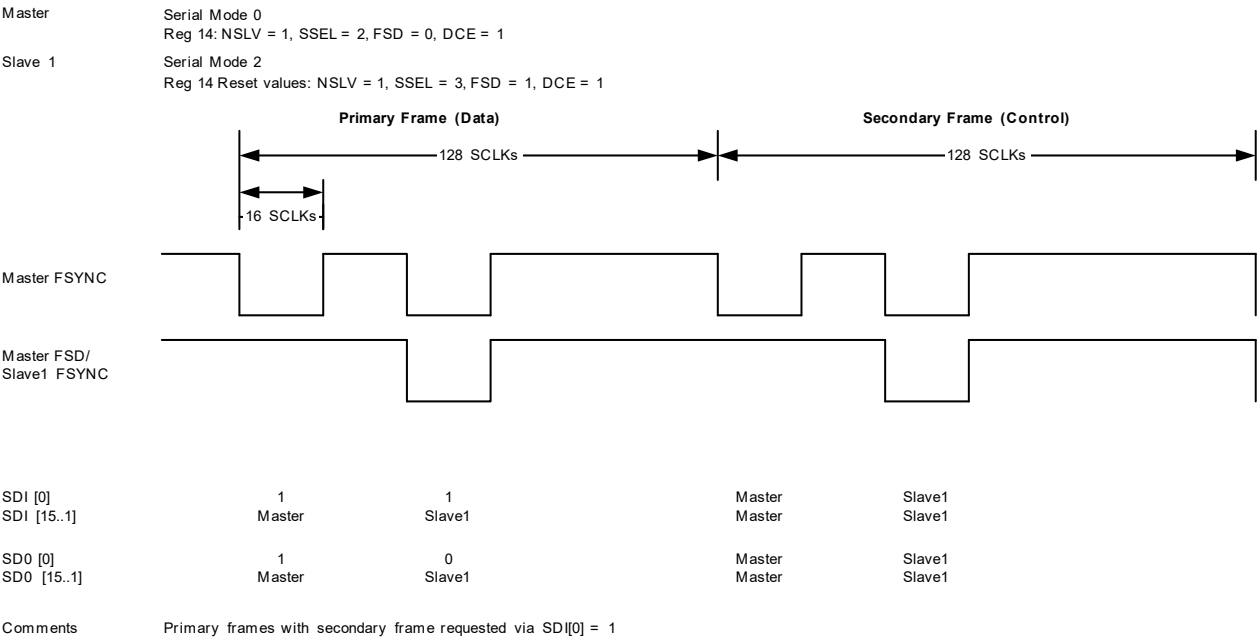 Master Serial Mode 0
Reg 14: NSLV = 1, SSEL = 2, FSD = 0, DCE = 1
Slave 1 Serial Mode 2
Reg 14 Reset values: NSLV = 1, SSEL = 3, FSD = 1, DCE = 1
Primary Frame (Data) Secondary Frame (Control)
128 SCLKs 128 SCLKs
16 SCLKs
Master FSYNC
Master FSD/
Slave1 FSYNC
SDI [0] 1 1 Master Slave1
SDI [15..1] Master Slave1 Master Slave1
SD0 [0] 1 0 Master Slave1
SD0 [15..1] Master Slave1 Master Slave1
Comments Primary frames with secondary frame requested via SDI[0] = 1